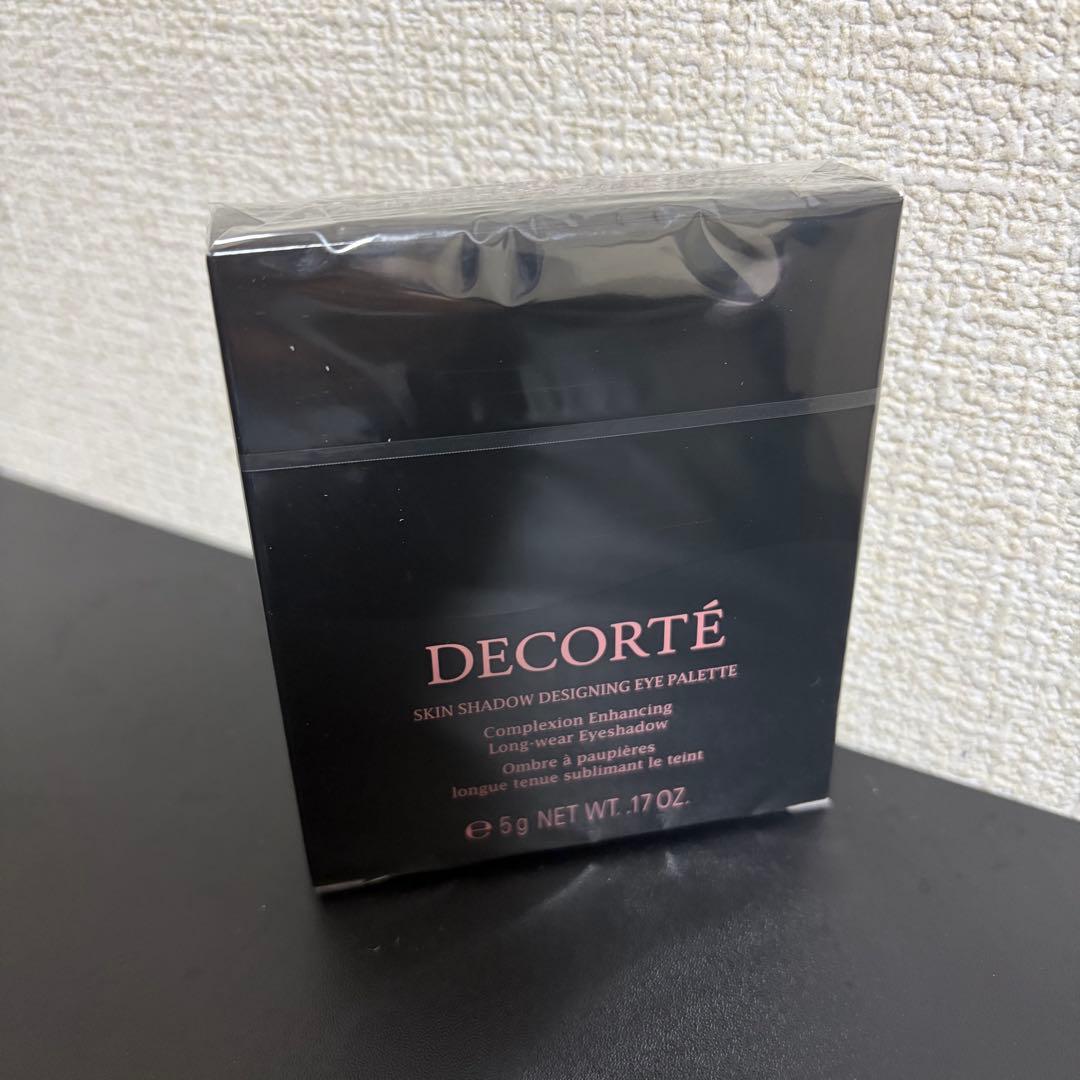 DECORTÉ
SKIN SHADOW DESIGNING EYE PALETTE
Complexion Enhancing
Long-wear Eyeshadow
Ombre à paupières
longue tenue sublimant le teint
℮ 5g NET WT. .17 OZ.